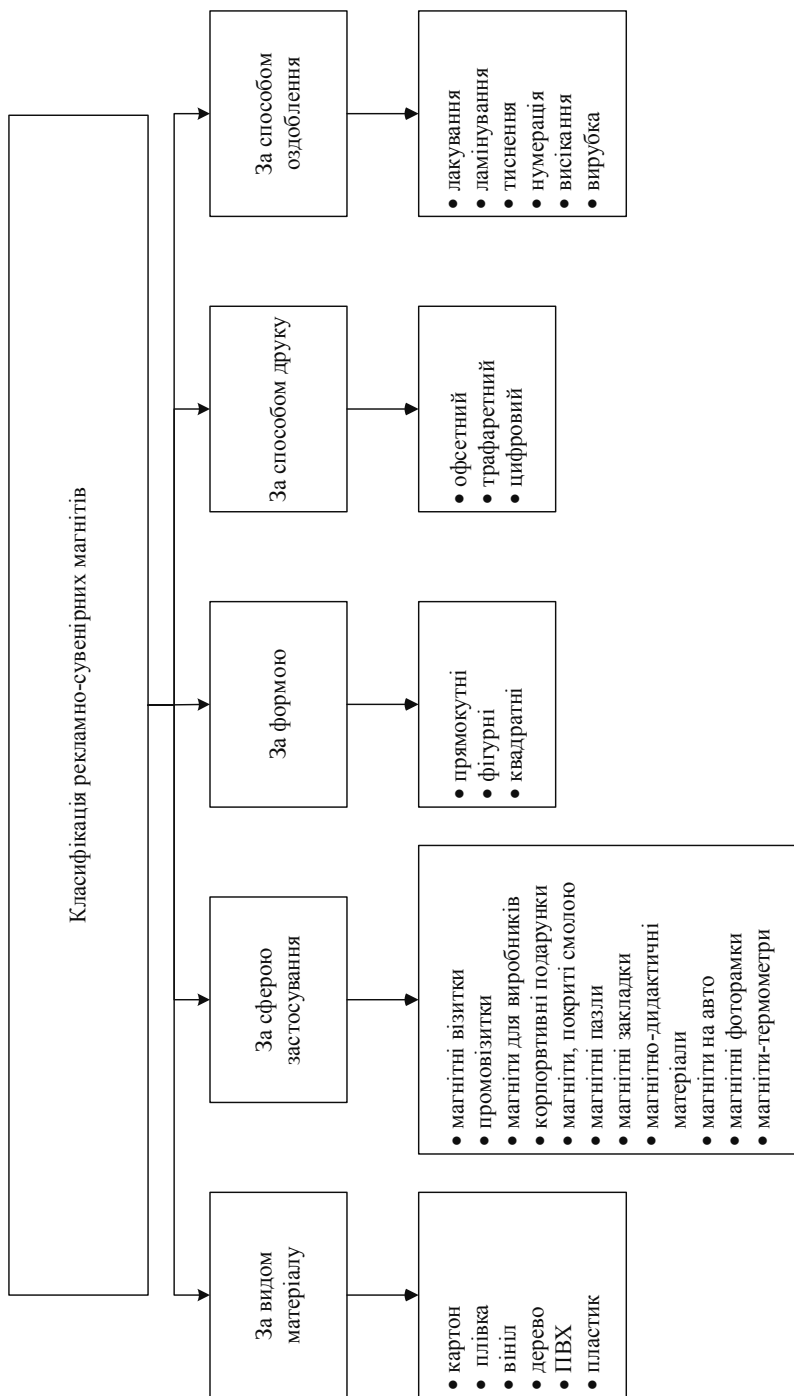 Класифікація рекламно-сувенірних магнітів
За видом
матеріалу
• картон
• плівка
• вініл
• дерево
• ПВХ
• пластик
За сферою
застосування
• магнітні візитки
• промовізитки
• магніти для виробників
• корпорвтивні подарунки
• магніти, покриті смолою
• магнітні пазли
• магнітні закладки
• магнітно-дидактичні
матеріали
• магніти на авто
• магнітні фоторамки
• магніти-термометри
За формою
• прямокутні
• фігурні
• квадратні
За способом друку
• офсетний
• трафаретний
• цифровий
За способом
оздоблення
• лакування
• ламінування
• тиснення
• нумерація
• висікання
• вирубка